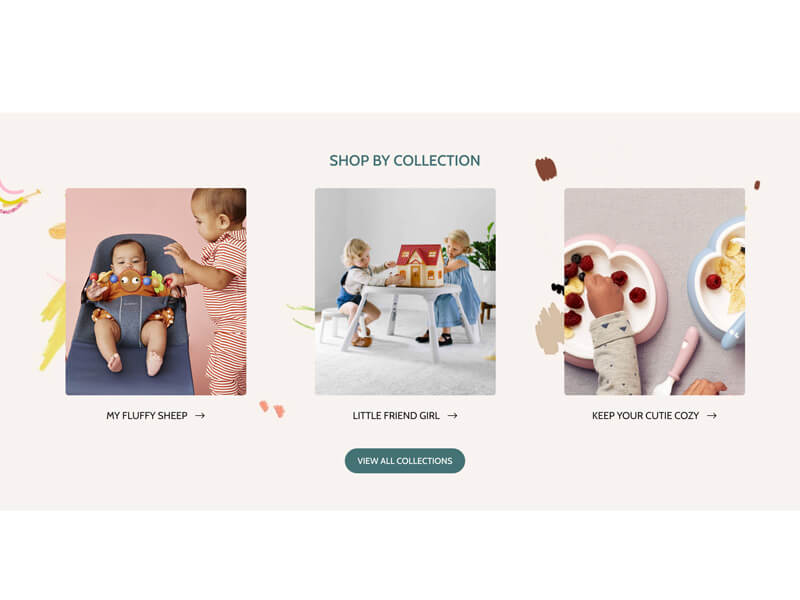 SHOP BY COLLECTION
MY FLUFFY SHEEP →
LITTLE FRIEND GIRL →
KEEP YOUR CUTIE COZY →
VIEW ALL COLLECTIONS